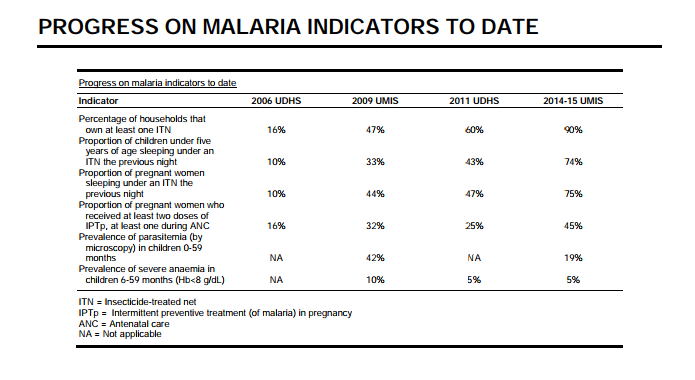 PROGRESS ON MALARIA INDICATORS TO DATE
Progress on malaria indicators to date
Indicator 2006 UDHS 2009 UMIS 2011 UDHS 2014-15 UMIS
Percentage of households that
own at least one ITN 16% 47% 60% 90%
Proportion of children under five
years of age sleeping under an
ITN the previous night 10% 33% 43% 74%
Proportion of pregnant women
sleeping under an ITN the
previous night 10% 44% 47% 75%
Proportion of pregnant women who
received at least two doses of
IPTp, at least one during ANC 16% 32% 25% 45%
Prevalence of parasitemia (by
microscopy) in children 0-59
months NA 42% NA 19%
Prevalence of severe anaemia in
children 6-59 months (Hb<8 g/dL) NA 10% 5% 5%
ITN = Insecticide-treated net
IPTp = Intermittent preventive treatment (of malaria) in pregnancy
ANC = Antenatal care
NA = Not applicable